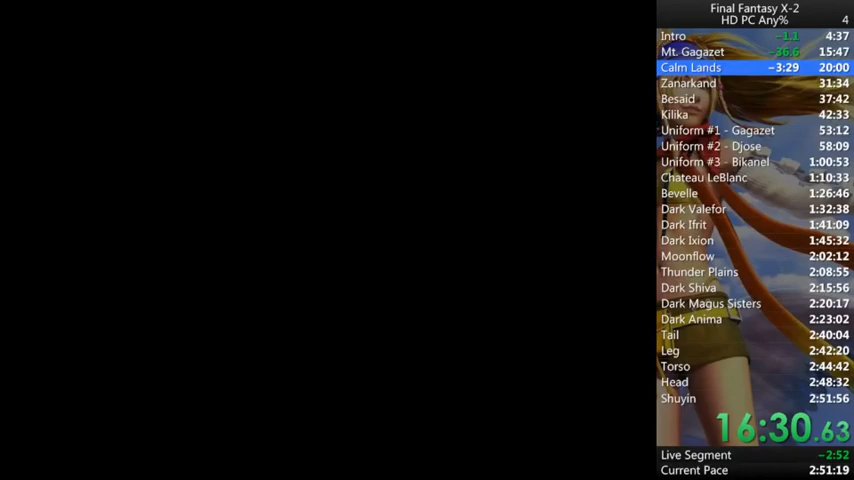 Final Fantasy X-2
HD PC Any% 4
Intro −1.1 4:37
Mt. Gagazet −36.6 15:47
Calm Lands −3:29 20:00
Zanarkand 31:34
Besaid 37:42
Kilika 42:33
Uniform #1 - Gagazet 53:12
Uniform #2 - Djose 58:09
Uniform #3 - Bikanel 1:00:53
Chateau LeBlanc 1:10:33
Bevelle 1:26:46
Dark Valefor 1:32:38
Dark Ifrit 1:41:09
Dark Ixion 1:45:32
Moonflow 2:02:12
Thunder Plains 2:08:55
Dark Shiva 2:15:56
Dark Magus Sisters 2:20:17
Dark Anima 2:23:02
Tail 2:40:04
Leg 2:42:20
Torso 2:44:42
Head 2:48:32
Shuyin 2:51:56
16:30.63
Live Segment −2:52
Current Pace 2:51:19